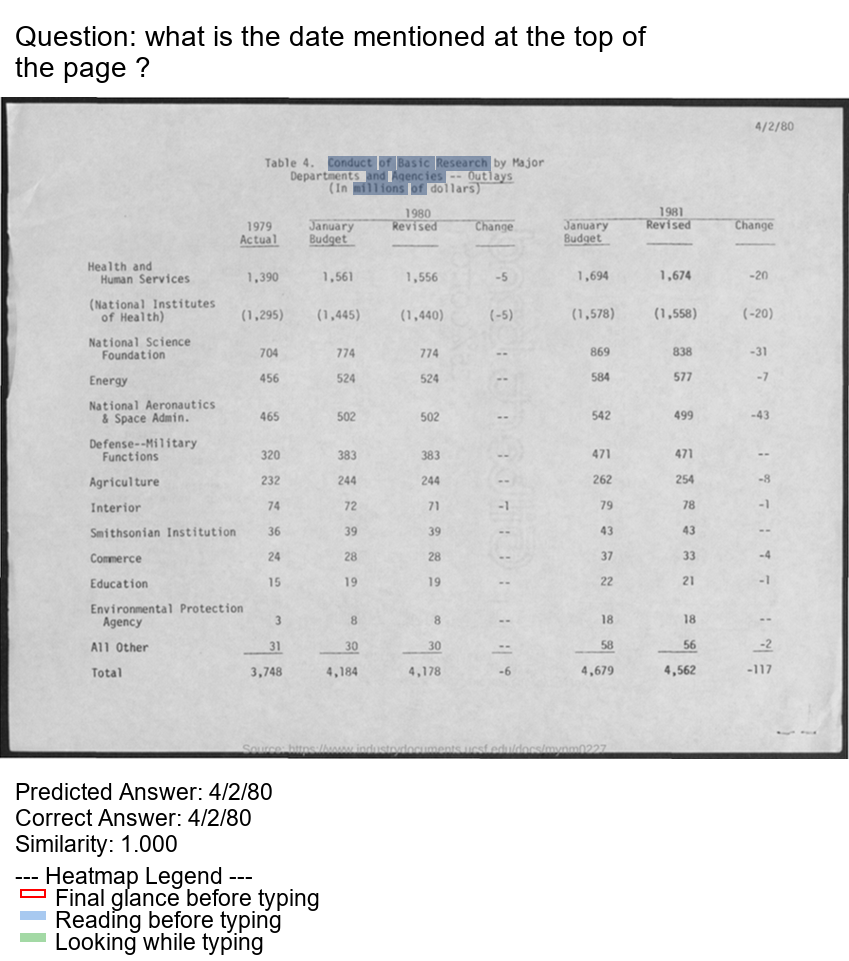 Question: what is the date mentioned at the top of
the page ?
4/2/80
Table 4. Conduct of Basic Research by Major
Departments and Agencies -- Outlays
(In millions of dollars)
1980 1981
1979 January Revised Change January Revised Change
Actual Budget Budget
Health and
Human Services 1,390 1,561 1,556 -5 1,694 1,674 -20
(National Institutes
of Health) (1,295) (1,445) (1,440) (-5) (1,578) (1,558) (-20)
National Science
Foundation 704 774 774 -- 869 838 -31
Energy 456 524 524 -- 584 577 -7
National Aeronautics
& Space Admin. 465 502 502 -- 542 499 -43
Defense--Military
Functions 320 383 383 -- 471 471 --
Agriculture 232 244 244 -- 262 254 -8
Interior 74 72 71 -1 79 78 -1
Smithsonian Institution 36 39 39 -- 43 43 --
Commerce 24 28 28 -- 37 33 -4
Education 15 19 19 -- 22 21 -1
Environmental Protection
Agency 3 8 8 -- 18 18 --
All Other 31 30 30 -- 58 56 -2
Total 3,748 4,184 4,178 -6 4,679 4,562 -117
Source: https://www.industrydocuments.ucsf.edu/docs/mynm0227
Predicted Answer: 4/2/80
Correct Answer: 4/2/80
Similarity: 1.000
--- Heatmap Legend ---
Final glance before typing
Reading before typing
Looking while typing